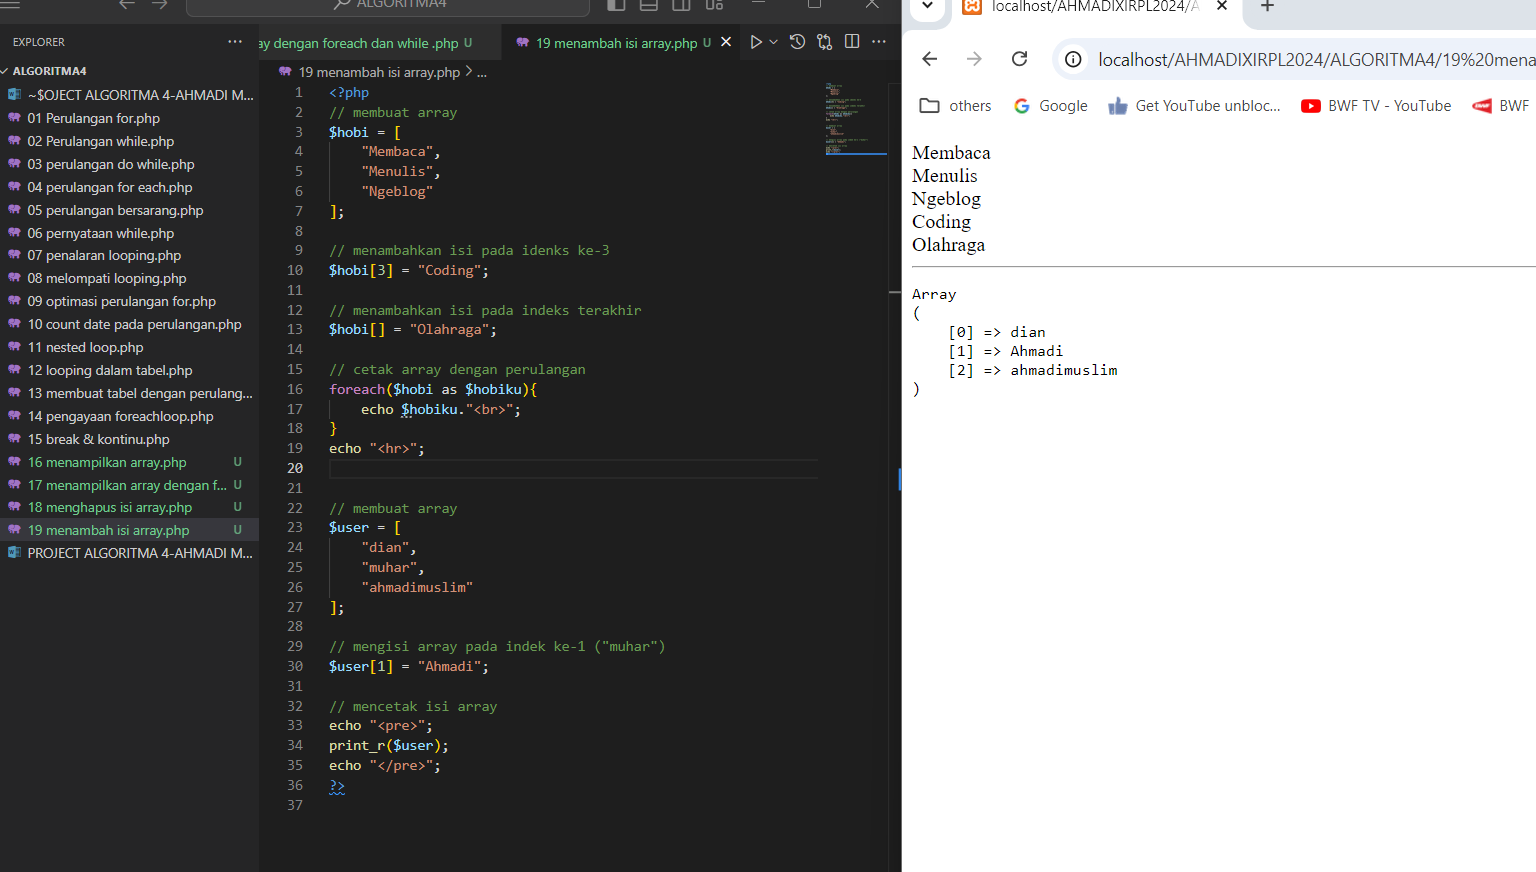 ALGORITMA4
EXPLORER
ALGORITMA4
~$OJECT ALGORITMA 4-AHMADI M...
01 Perulangan for.php
02 Perulangan while.php
03 perulangan do while.php
04 perulangan for each.php
05 perulangan bersarang.php
06 pernyataan while.php
07 penalaran looping.php
08 melompati looping.php
09 optimasi perulangan for.php
10 count date pada perulangan.php
11 nested loop.php
12 looping dalam tabel.php
13 membuat tabel dengan perulang...
14 pengayaan foreachloop.php
15 break & kontinu.php
16 menampilkan array.php U
17 menampilkan array dengan f... U
18 menghapus isi array.php U
19 menambah isi array.php U
PROJECT ALGORITMA 4-AHMADI M...
ay dengan foreach dan while .php U
19 menambah isi array.php U
19 menambah isi array.php > ...
1 <?php
2 // membuat array
3 $hobi = [
4 "Membaca",
5 "Menulis",
6 "Ngeblog"
7 ];
8
9 // menambahkan isi pada idenks ke-3
10 $hobi[3] = "Coding";
11
12 // menambahkan isi pada indeks terakhir
13 $hobi[] = "Olahraga";
14
15 // cetak array dengan perulangan
16 foreach($hobi as $hobiku){
17 echo $hobiku."<br>";
18 }
19 echo "<hr>";
20
21
22 // membuat array
23 $user = [
24 "dian",
25 "muhar",
26 "ahmadimuslim"
27 ];
28
29 // mengisi array pada indek ke-1 ("muhar")
30 $user[1] = "Ahmadi";
31
32 // mencetak isi array
33 echo "<pre>";
34 print_r($user);
35 echo "</pre>";
36 ?>
37
localhost/AHMADIXIRPL2024/A
localhost/AHMADIXIRPL2024/ALGORITMA4/19%20mena
others
Google
Get YouTube unbloc...
BWF TV - YouTube
BWF
Membaca
Menulis
Ngeblog
Coding
Olahraga
Array
(
[0] => dian
[1] => Ahmadi
[2] => ahmadimuslim
)